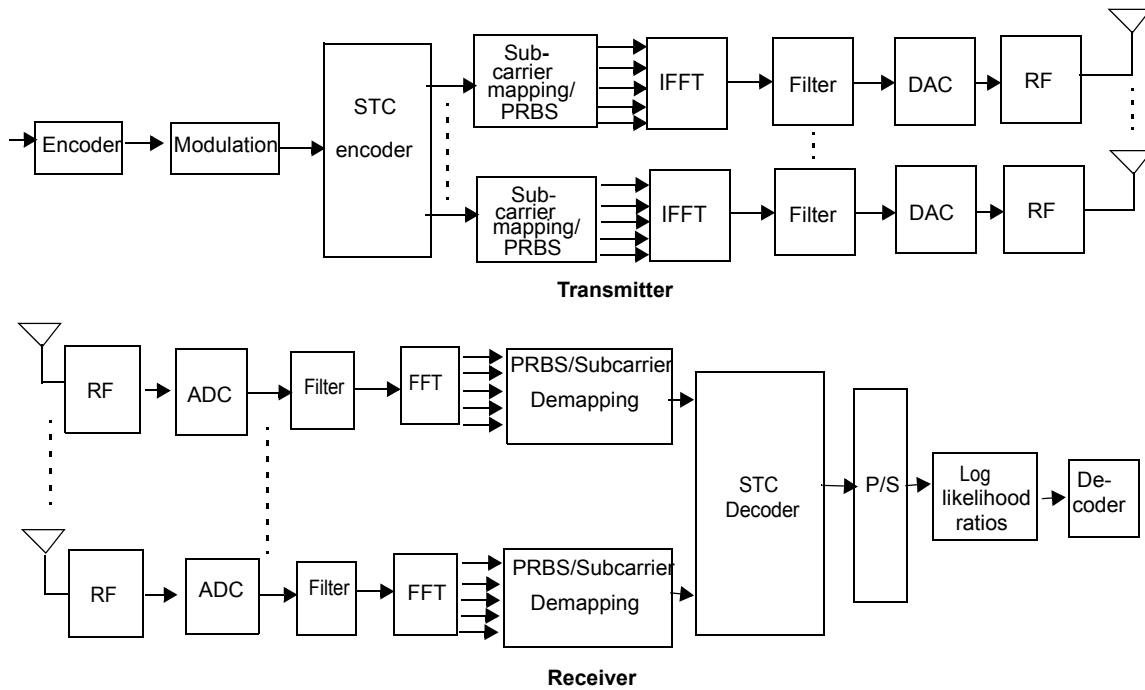 Sub-
carrier
mapping/
PRBS
IFFT
Filter
DAC
RF
STC
encoder
Encoder
Modulation
Sub-
carrier
mapping/
PRBS
IFFT
Filter
DAC
RF
Transmitter
RF
ADC
Filter
FFT
PRBS/Subcarrier
Demapping
STC
Decoder
P/S
Log
likelihood
ratios
De-
coder
RF
ADC
Filter
FFT
PRBS/Subcarrier
Demapping
Receiver